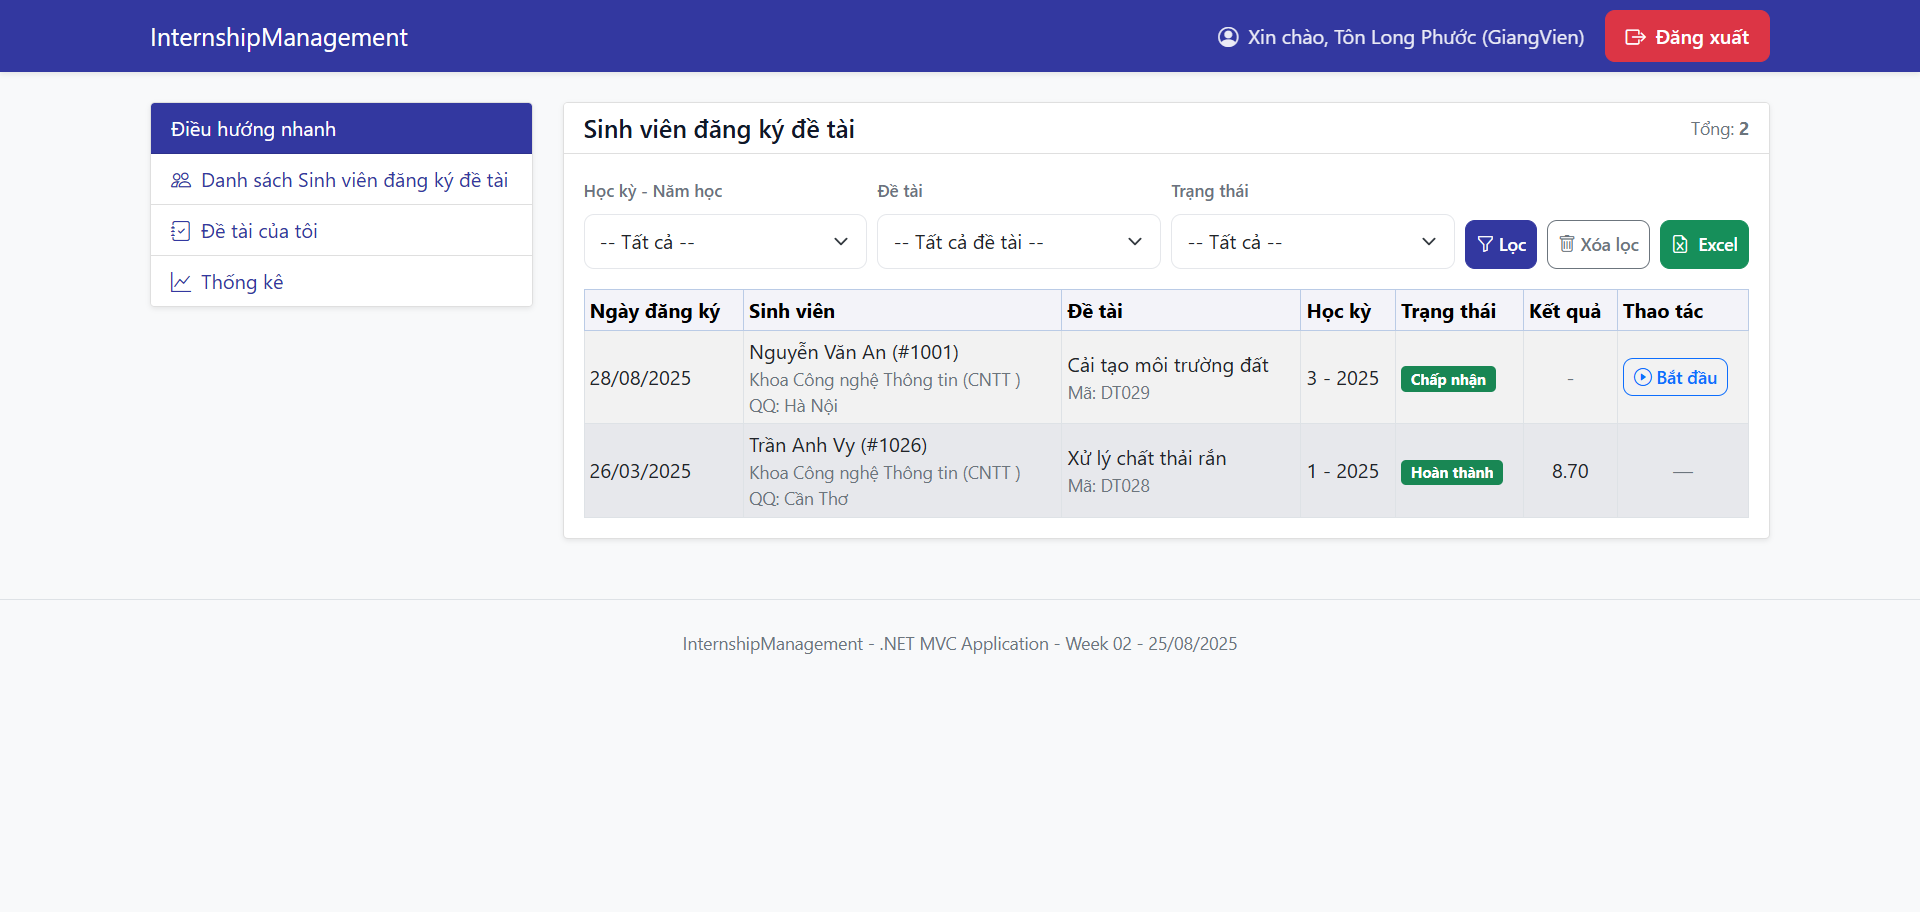 InternshipManagement
Xin chào, Tôn Long Phước (GiangVien)
Đăng xuất
Điều hướng nhanh
Danh sách Sinh viên đăng ký đề tài
Đề tài của tôi
Thống kê
Sinh viên đăng ký đề tài
Tổng: 2
Học kỳ - Năm học
Đề tài
Trạng thái
-- Tất cả --
-- Tất cả đề tài --
-- Tất cả --
Lọc
Xóa lọc
Excel
Ngày đăng ký
Sinh viên
Đề tài
Học kỳ
Trạng thái
Kết quả
Thao tác
28/08/2025
Nguyễn Văn An (#1001)
Khoa Công nghệ Thông tin (CNTT )
QQ: Hà Nội
Cải tạo môi trường đất
Mã: DT029
3 - 2025
Chấp nhận
-
Bắt đầu
26/03/2025
Trần Anh Vy (#1026)
Khoa Công nghệ Thông tin (CNTT )
QQ: Cần Thơ
Xử lý chất thải rắn
Mã: DT028
1 - 2025
Hoàn thành
8.70
—
InternshipManagement - .NET MVC Application - Week 02 - 25/08/2025